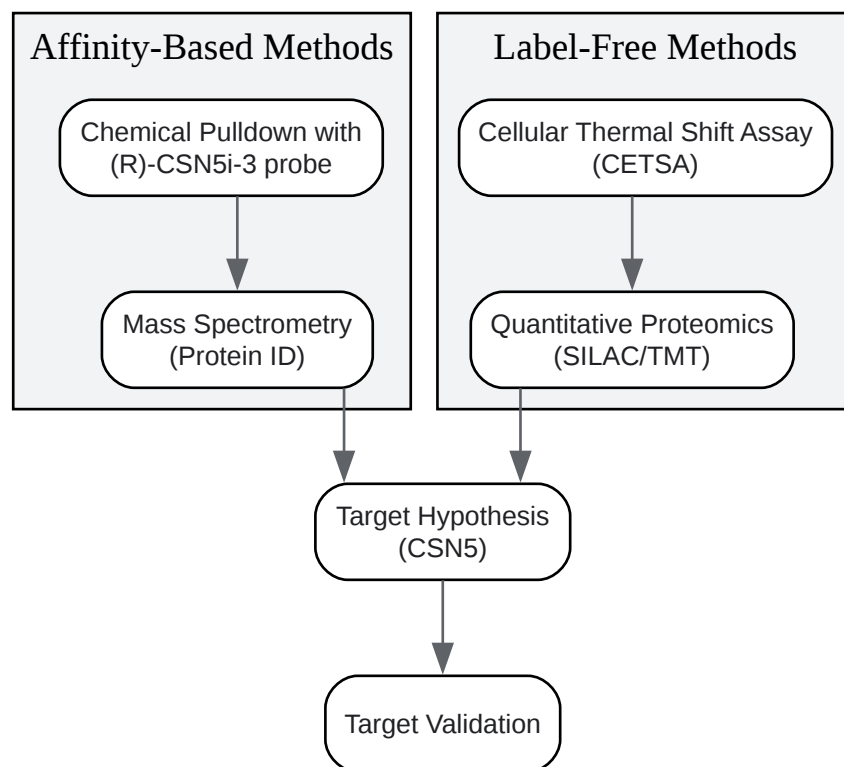 Affinity-Based Methods
Chemical Pulldown with
(R)-CSN5i-3 probe
Mass Spectrometry
(Protein ID)
Label-Free Methods
Cellular Thermal Shift Assay
(CETSA)
Quantitative Proteomics
(SILAC/TMT)
Target Hypothesis
(CSN5)
Target Validation